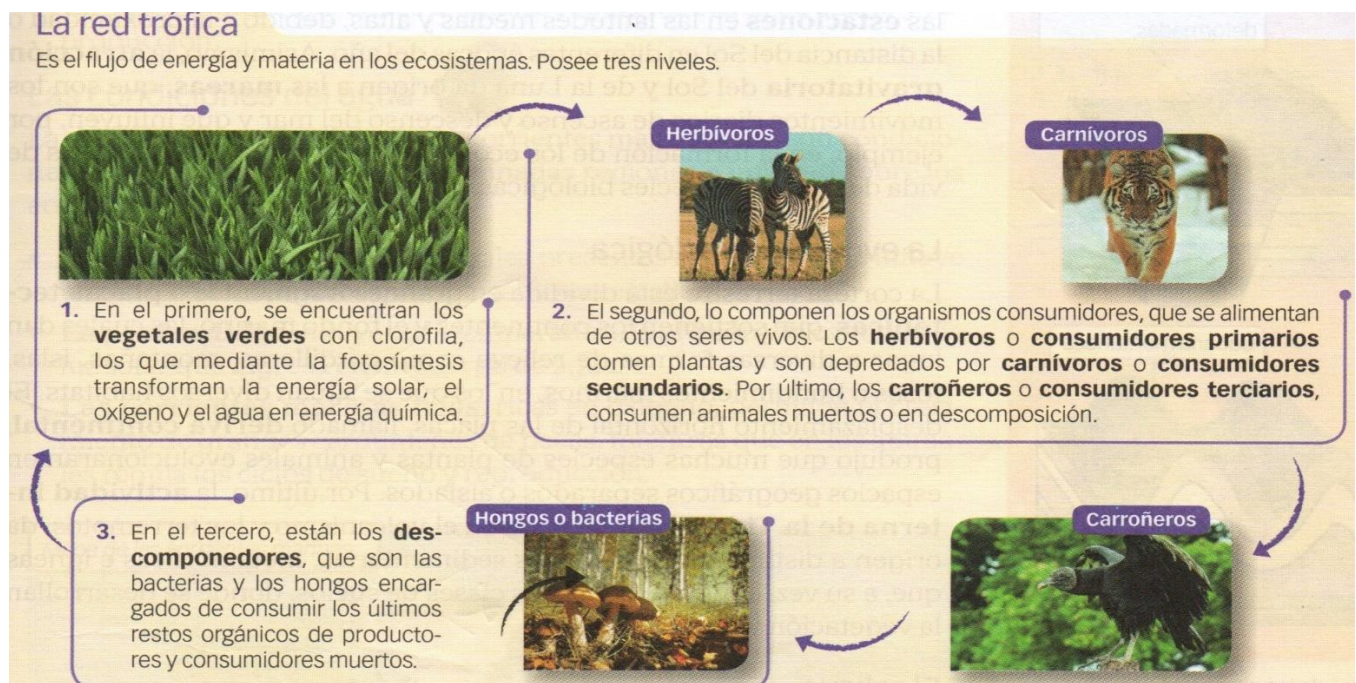 La red trófica
Es el flujo de energía y materia en los ecosistemas. Posee tres niveles.
1. En el primero, se encuentran los
vegetales verdes con clorofila,
los que mediante la fotosíntesis
transforman la energía solar, el
oxígeno y el agua en energía química.
Herbívoros
Carnívoros
2. El segundo, lo componen los organismos consumidores, que se alimentan
de otros seres vivos. Los herbívoros o consumidores primarios
comen plantas y son depredados por carnívoros o consumidores
secundarios. Por último, los carroñeros o consumidores terciarios,
consumen animales muertos o en descomposición.
Carroñeros
Hongos o bacterias
3. En el tercero, están los des-
componedores, que son las
bacterias y los hongos encar-
gados de consumir los últimos
restos orgánicos de producto-
res y consumidores muertos.